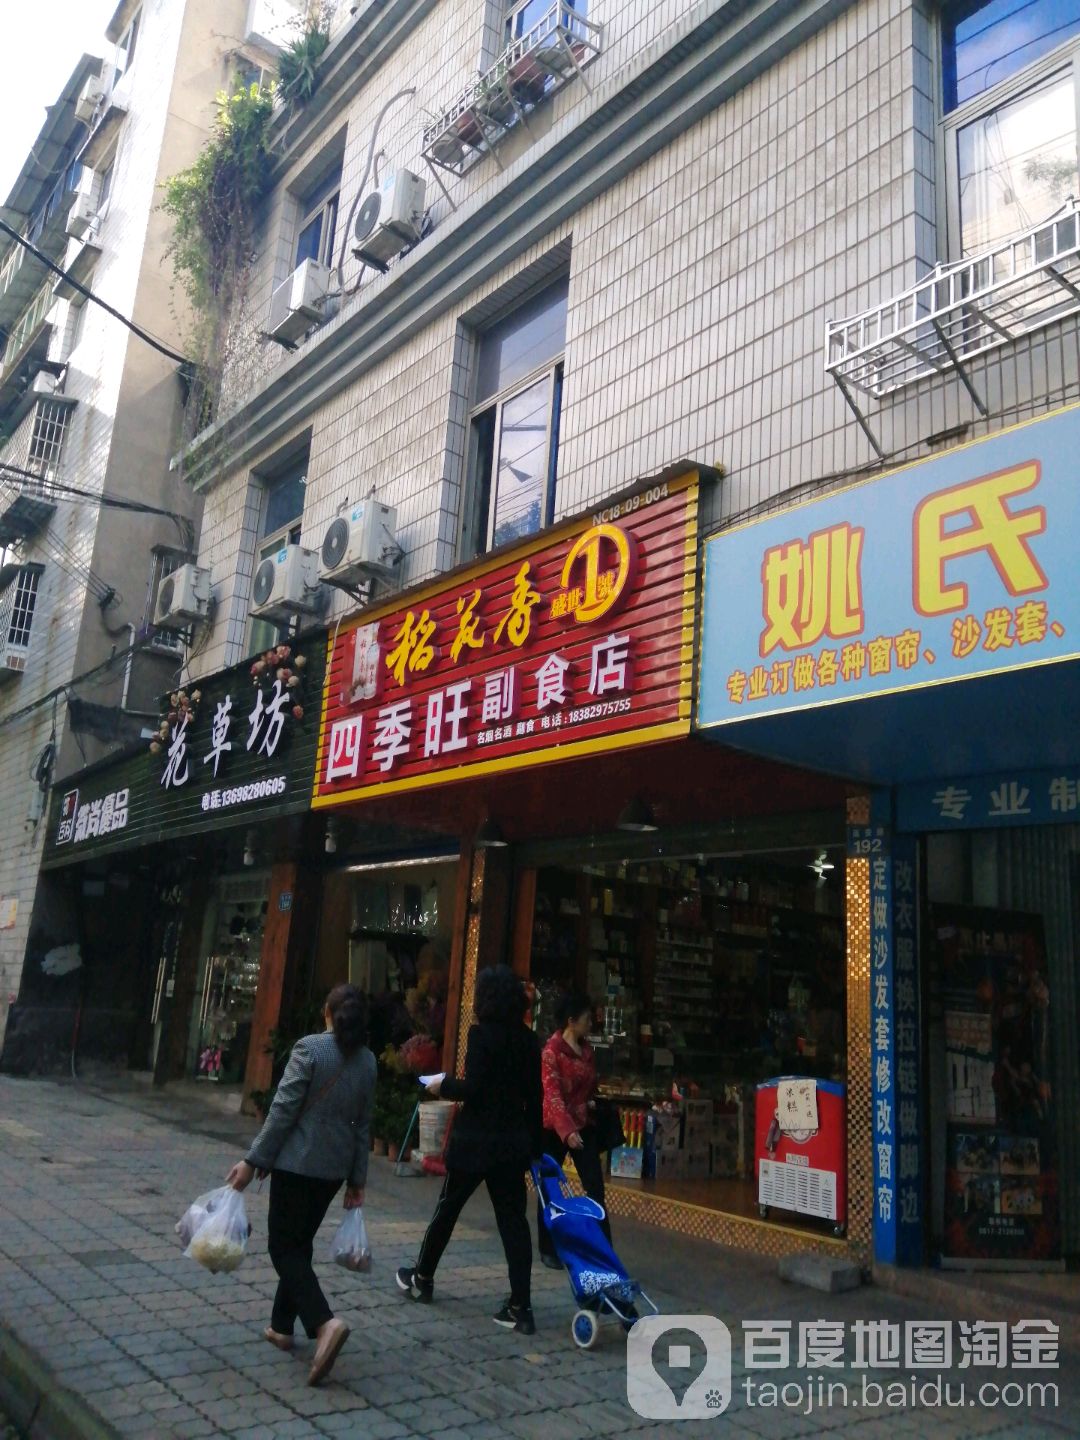 NC18-09-004
稻花香
盛世1號
四季旺副食店
名烟名酒 副食 电话:18382975755
花草坊
电话:13698280605
優品
姚氏
专业订做各种窗帘、沙发套、
专业制
192
定做沙发套修改窗帘
改衣服换拉链做脚边
百度地图淘金
taojin.baidu.com